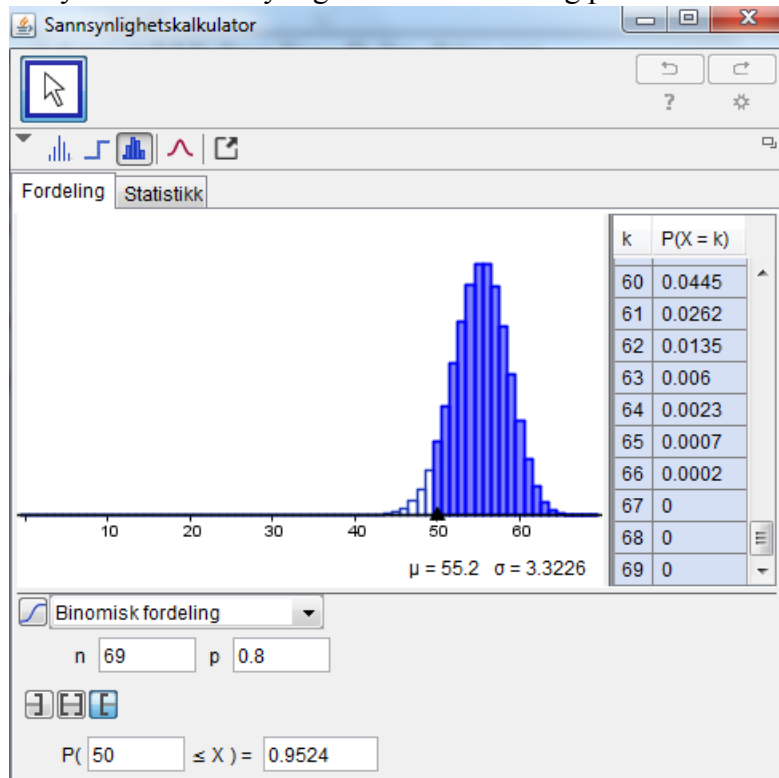 Sannsynlighetskalkulator
?
Fordeling Statistikk
k P(X = k)
60 0.0445
61 0.0262
62 0.0135
63 0.006
64 0.0023
65 0.0007
66 0.0002
67 0
68 0
69 0
10 20 30 40 50 60
μ = 55.2 σ = 3.3226
Binomisk fordeling
n 69 p 0.8
P( 50 ≤ X ) = 0.9524